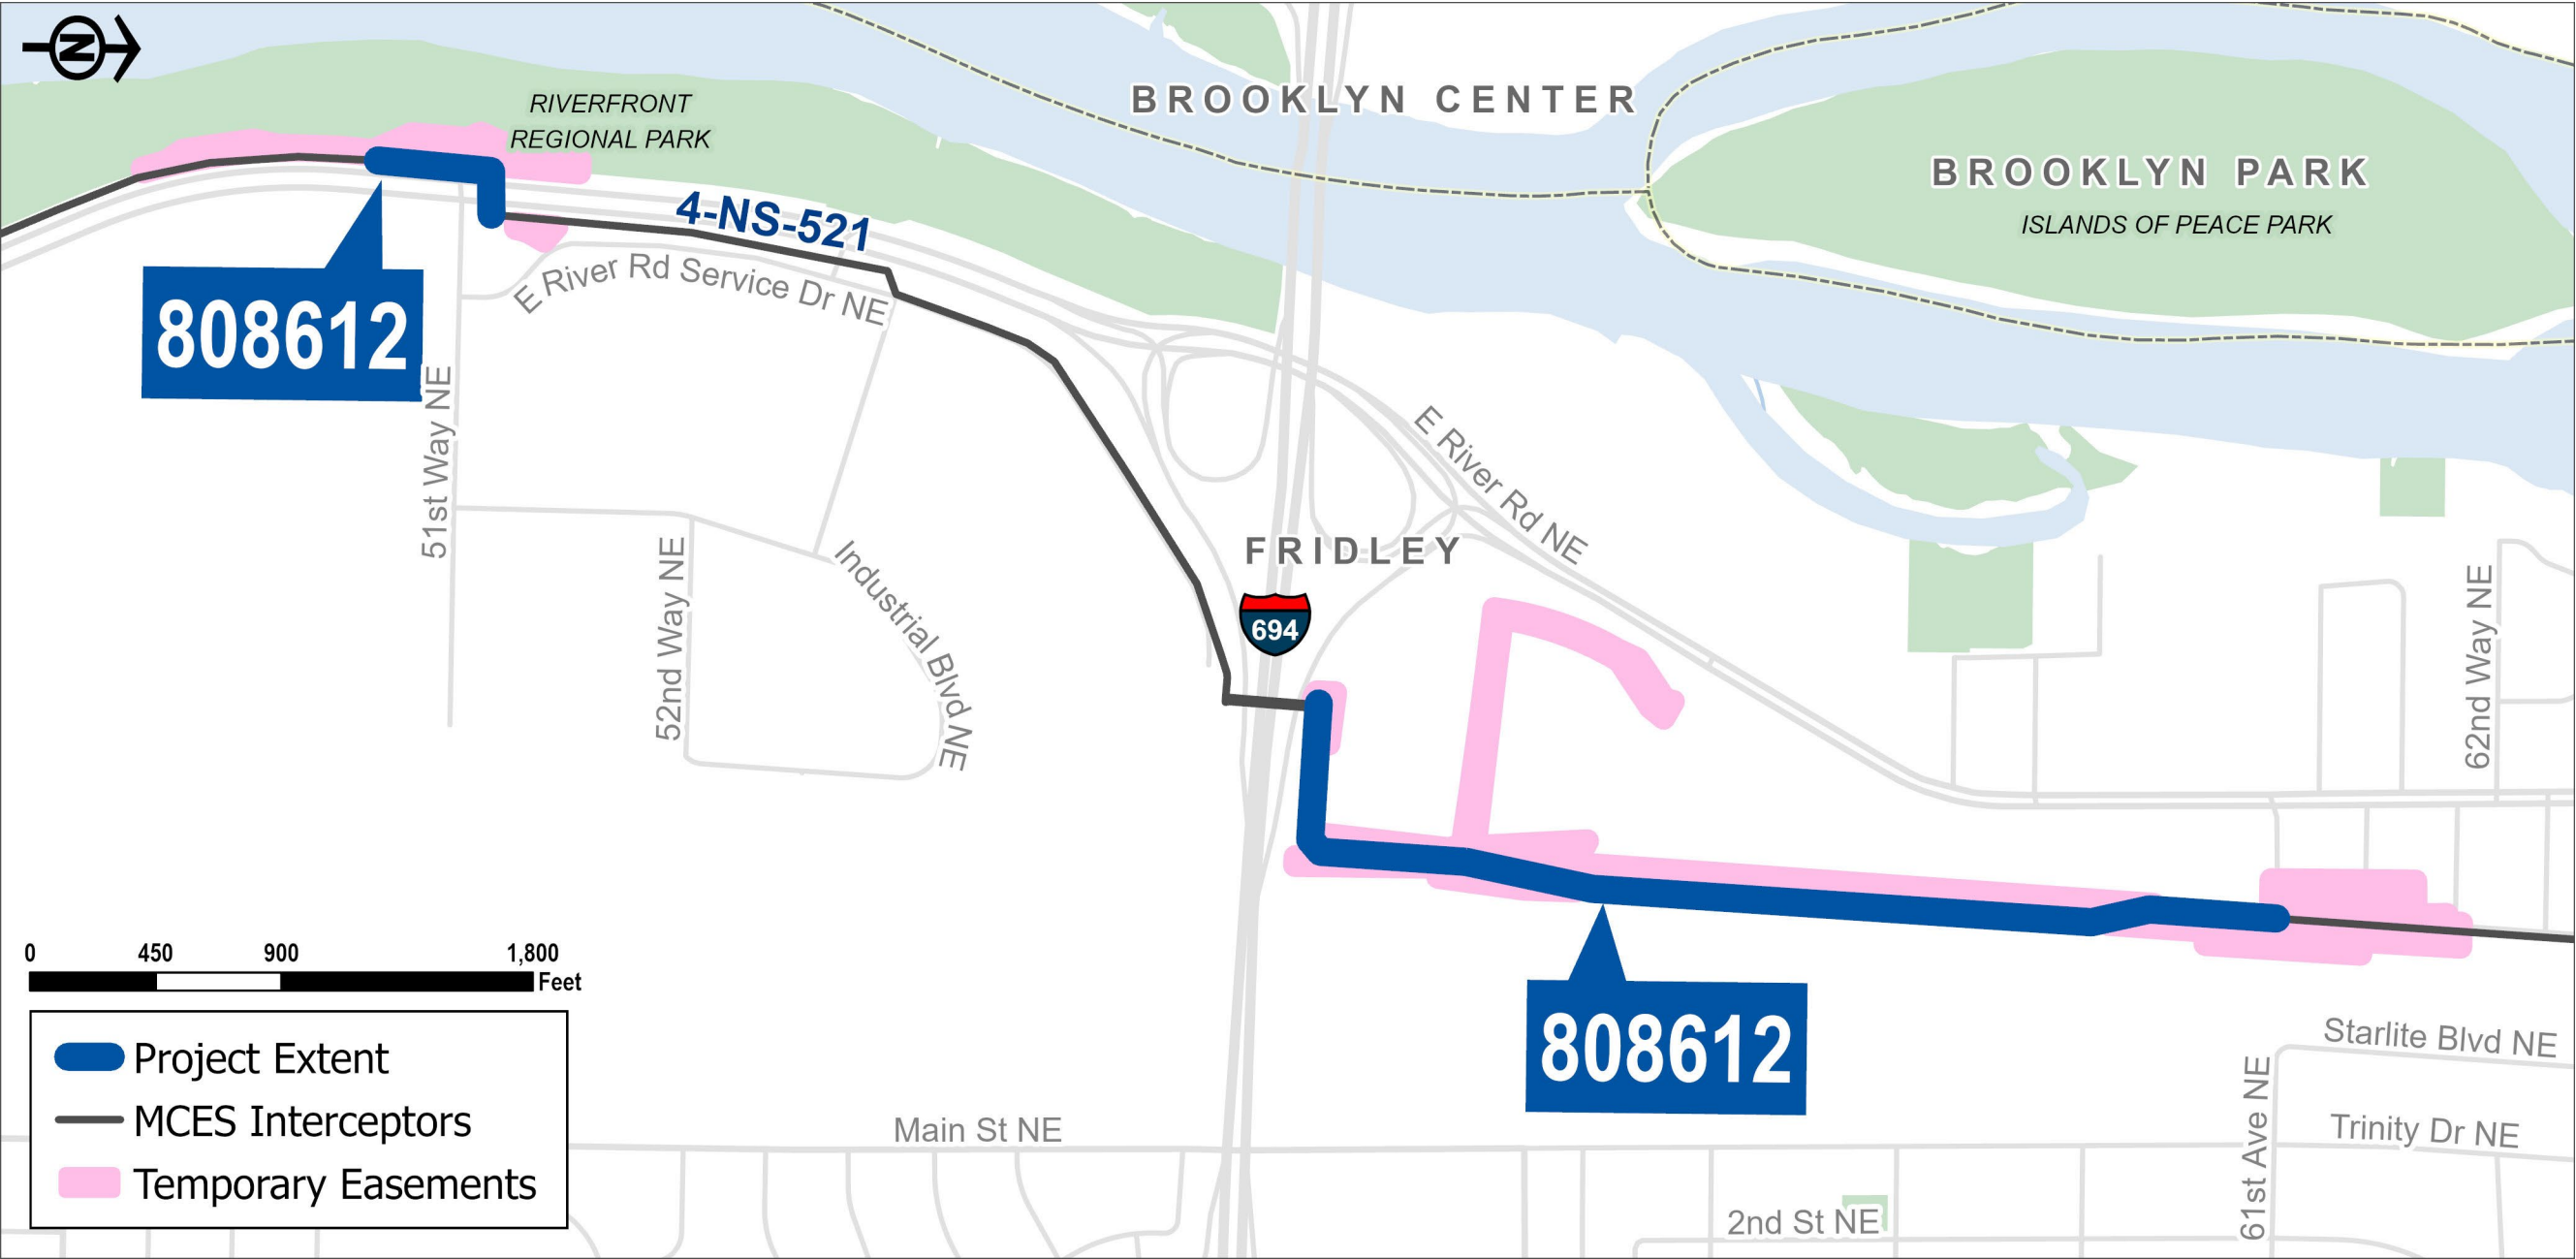 N
RIVERFRONT
REGIONAL PARK
BROOKLYN CENTER
BROOKLYN PARK
ISLANDS OF PEACE PARK
4-NS-521
E River Rd Service Dr NE
808612
51st Way NE
52nd Way NE
Industrial Blvd NE
E River Rd NE
FRIDLEY
694
62nd Way NE
808612
0 450 900 1,800
Feet
Project Extent
MCES Interceptors
Temporary Easements
Main St NE
2nd St NE
61st Ave NE
Starlite Blvd NE
Trinity Dr NE